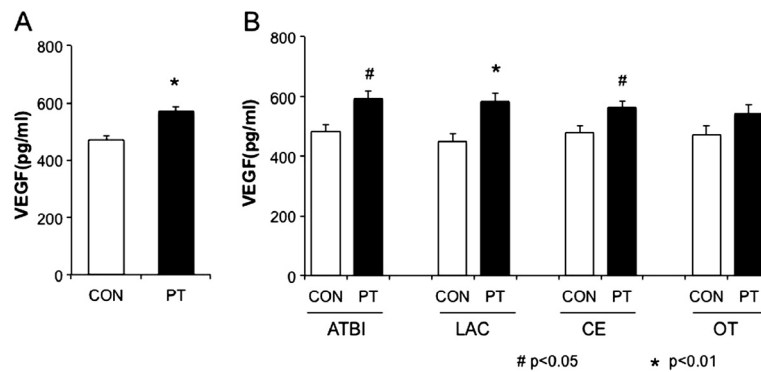 A
B
800
600
400
200
0
VEGF(pg/ml)
*
CON PT
800
600
400
200
0
VEGF(pg/ml)
# * #
CON PT CON PT CON PT CON PT
ATBI LAC CE OT
# p<0.05 * p<0.01